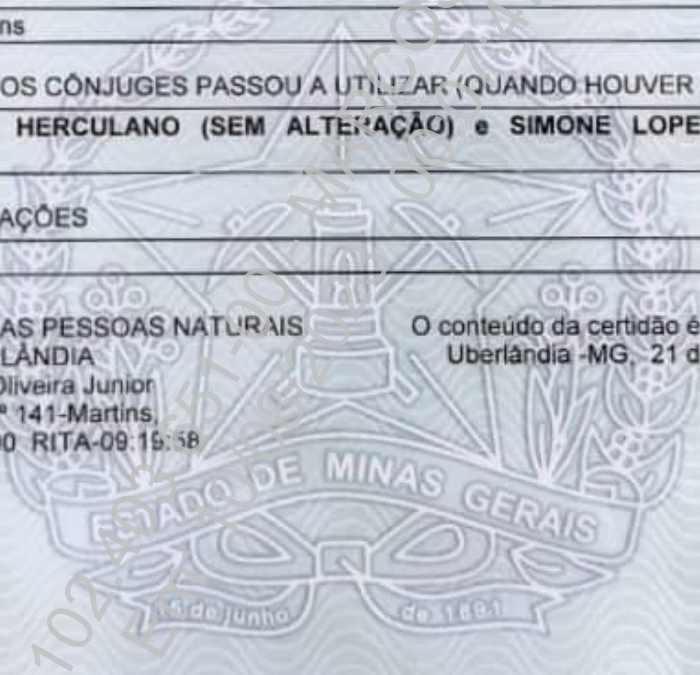 ns
OS CÔNJUGES PASSOU A UTILIZAR (QUANDO HOUVER
HERCULANO (SEM ALTERAÇÃO) e SIMONE LOPE
AÇÕES
AS PESSOAS NATURAIS
LÂNDIA
Oliveira Junior
º 141-Martins,
00 RITA-09:19:58
O conteúdo da certidão é
Uberlândia -MG, 21 d
ESTADO DE MINAS GERAIS
15 de junho de 1891